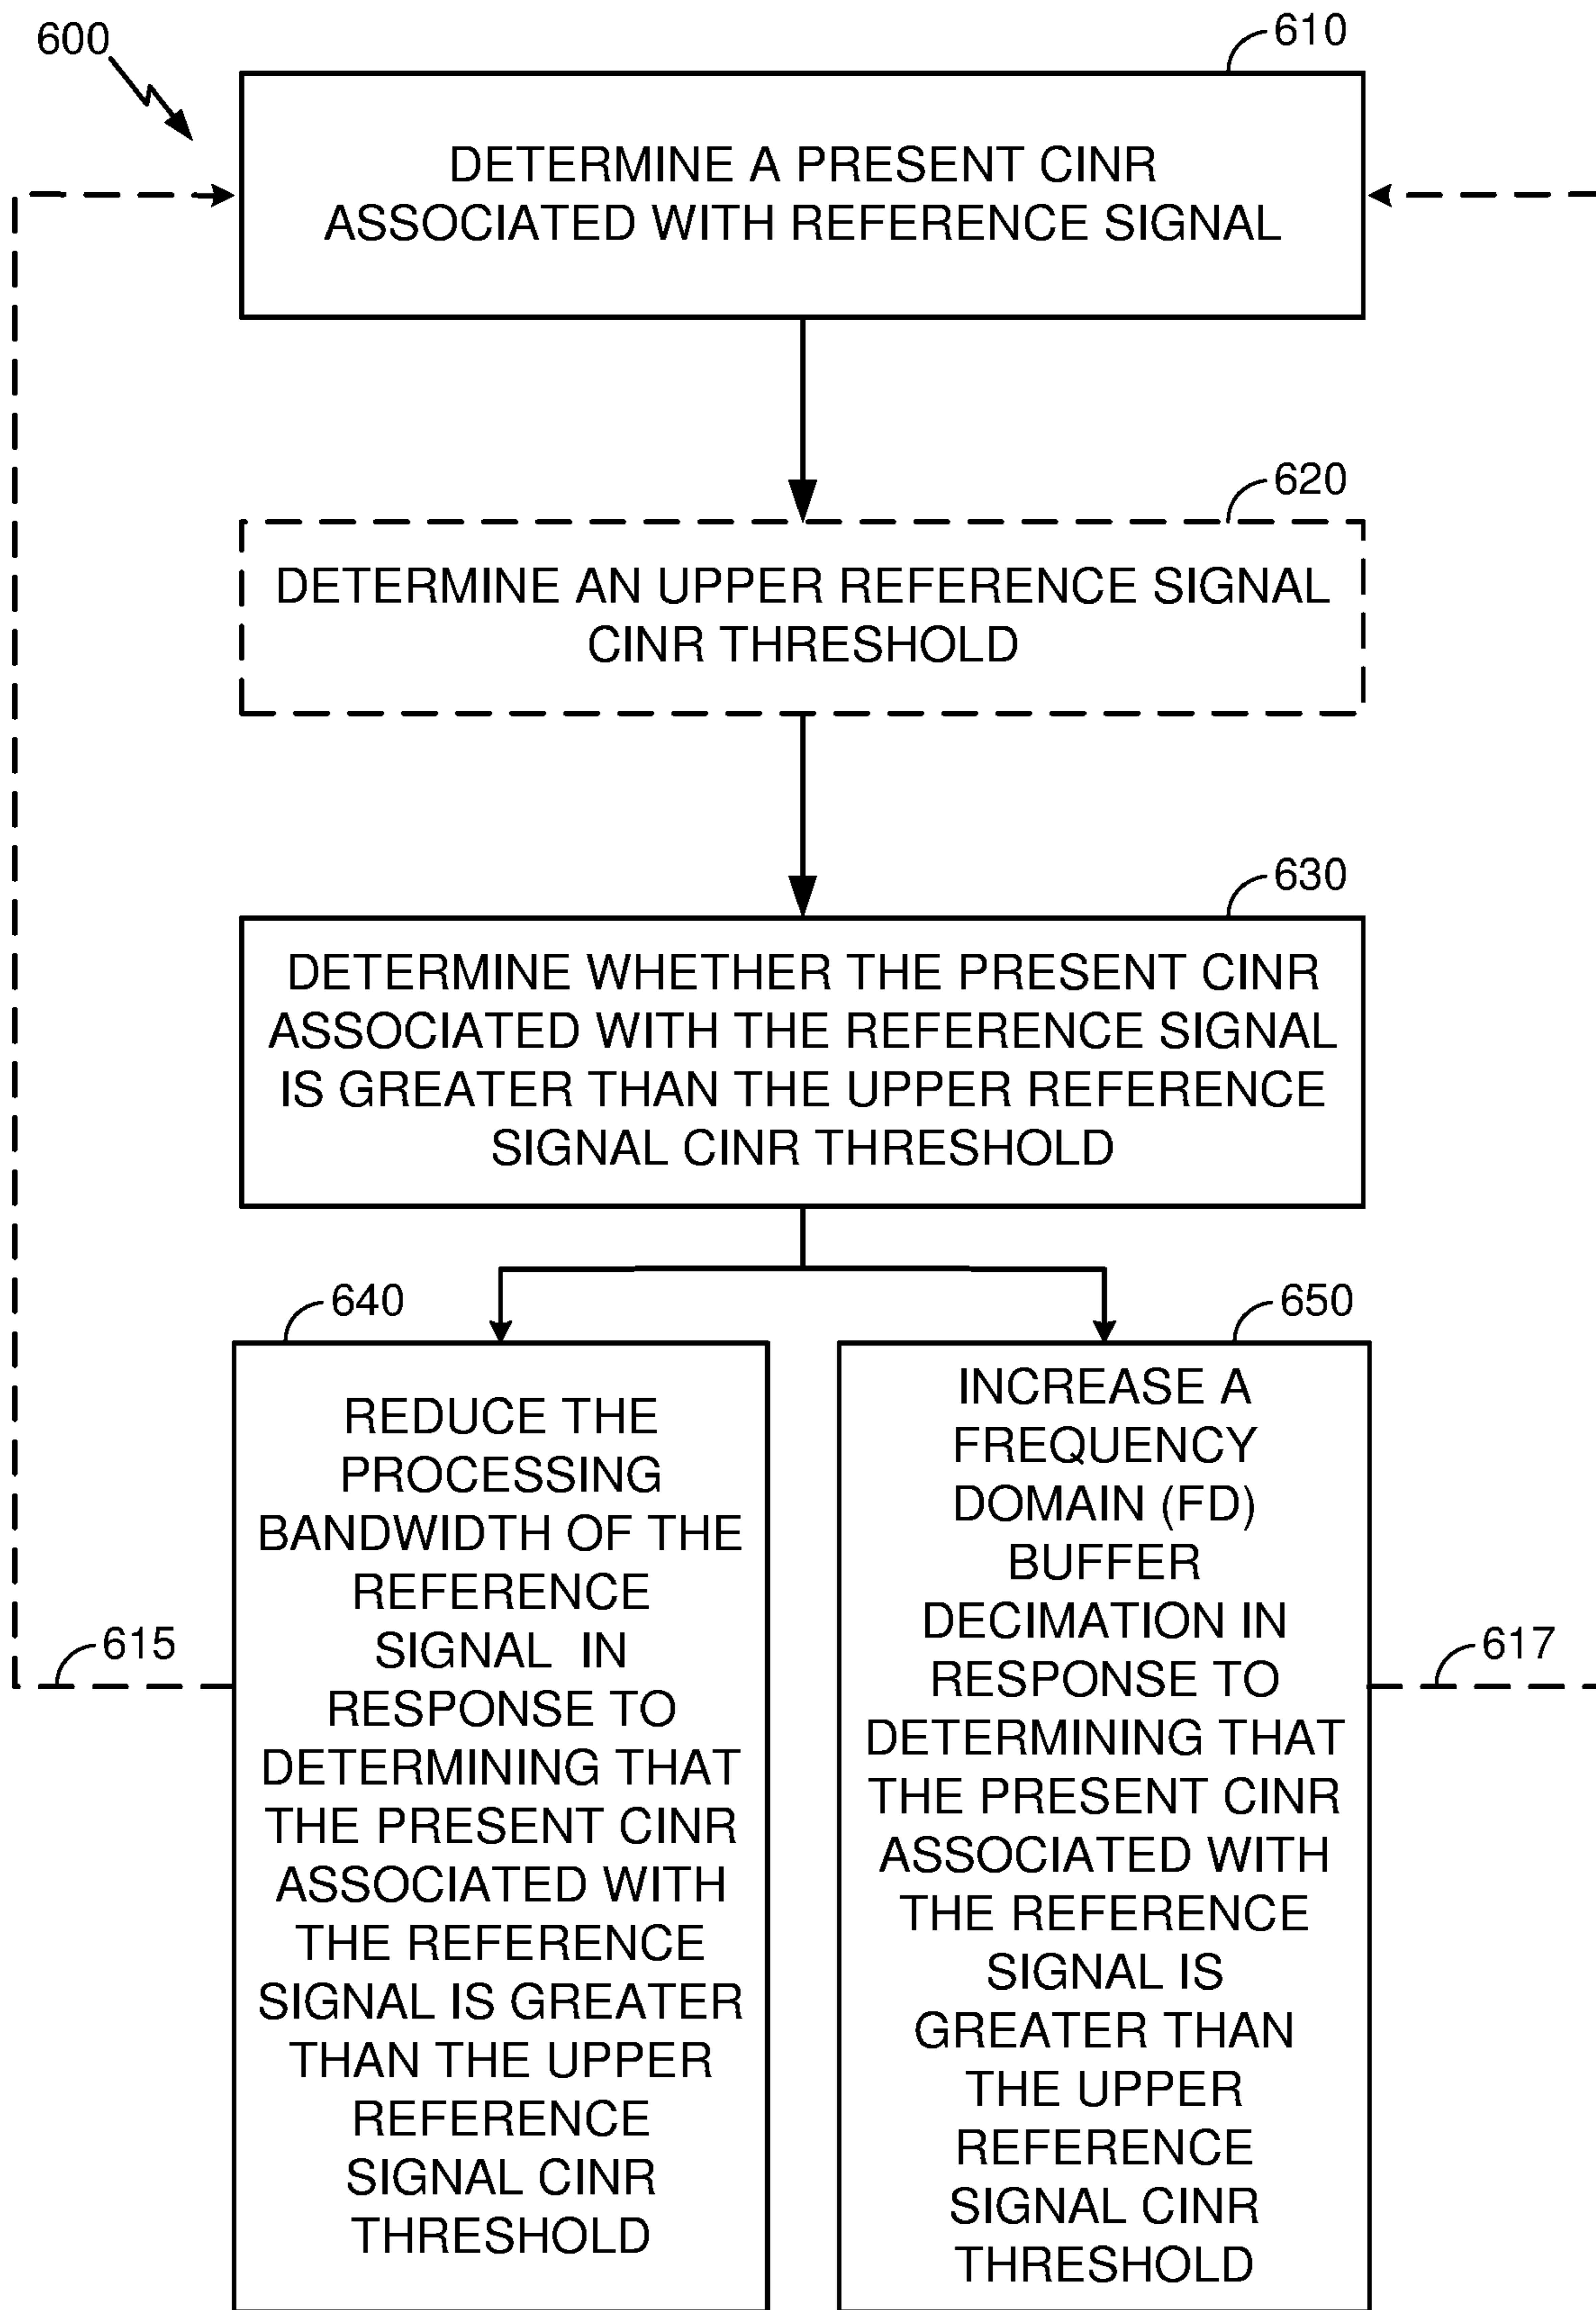 600
610
DETERMINE A PRESENT CINR
ASSOCIATED WITH REFERENCE SIGNAL
620
DETERMINE AN UPPER REFERENCE SIGNAL
CINR THRESHOLD
630
DETERMINE WHETHER THE PRESENT CINR
ASSOCIATED WITH THE REFERENCE SIGNAL
IS GREATER THAN THE UPPER REFERENCE
SIGNAL CINR THRESHOLD
640
REDUCE THE
PROCESSING
BANDWIDTH OF THE
REFERENCE
SIGNAL IN
RESPONSE TO
DETERMINING THAT
THE PRESENT CINR
ASSOCIATED WITH
THE REFERENCE
SIGNAL IS GREATER
THAN THE UPPER
REFERENCE
SIGNAL CINR
THRESHOLD
615
650
INCREASE A
FREQUENCY
DOMAIN (FD)
BUFFER
DECIMATION IN
RESPONSE TO
DETERMINING THAT
THE PRESENT CINR
ASSOCIATED WITH
THE REFERENCE
SIGNAL IS
GREATER THAN
THE UPPER
REFERENCE
SIGNAL CINR
THRESHOLD
617